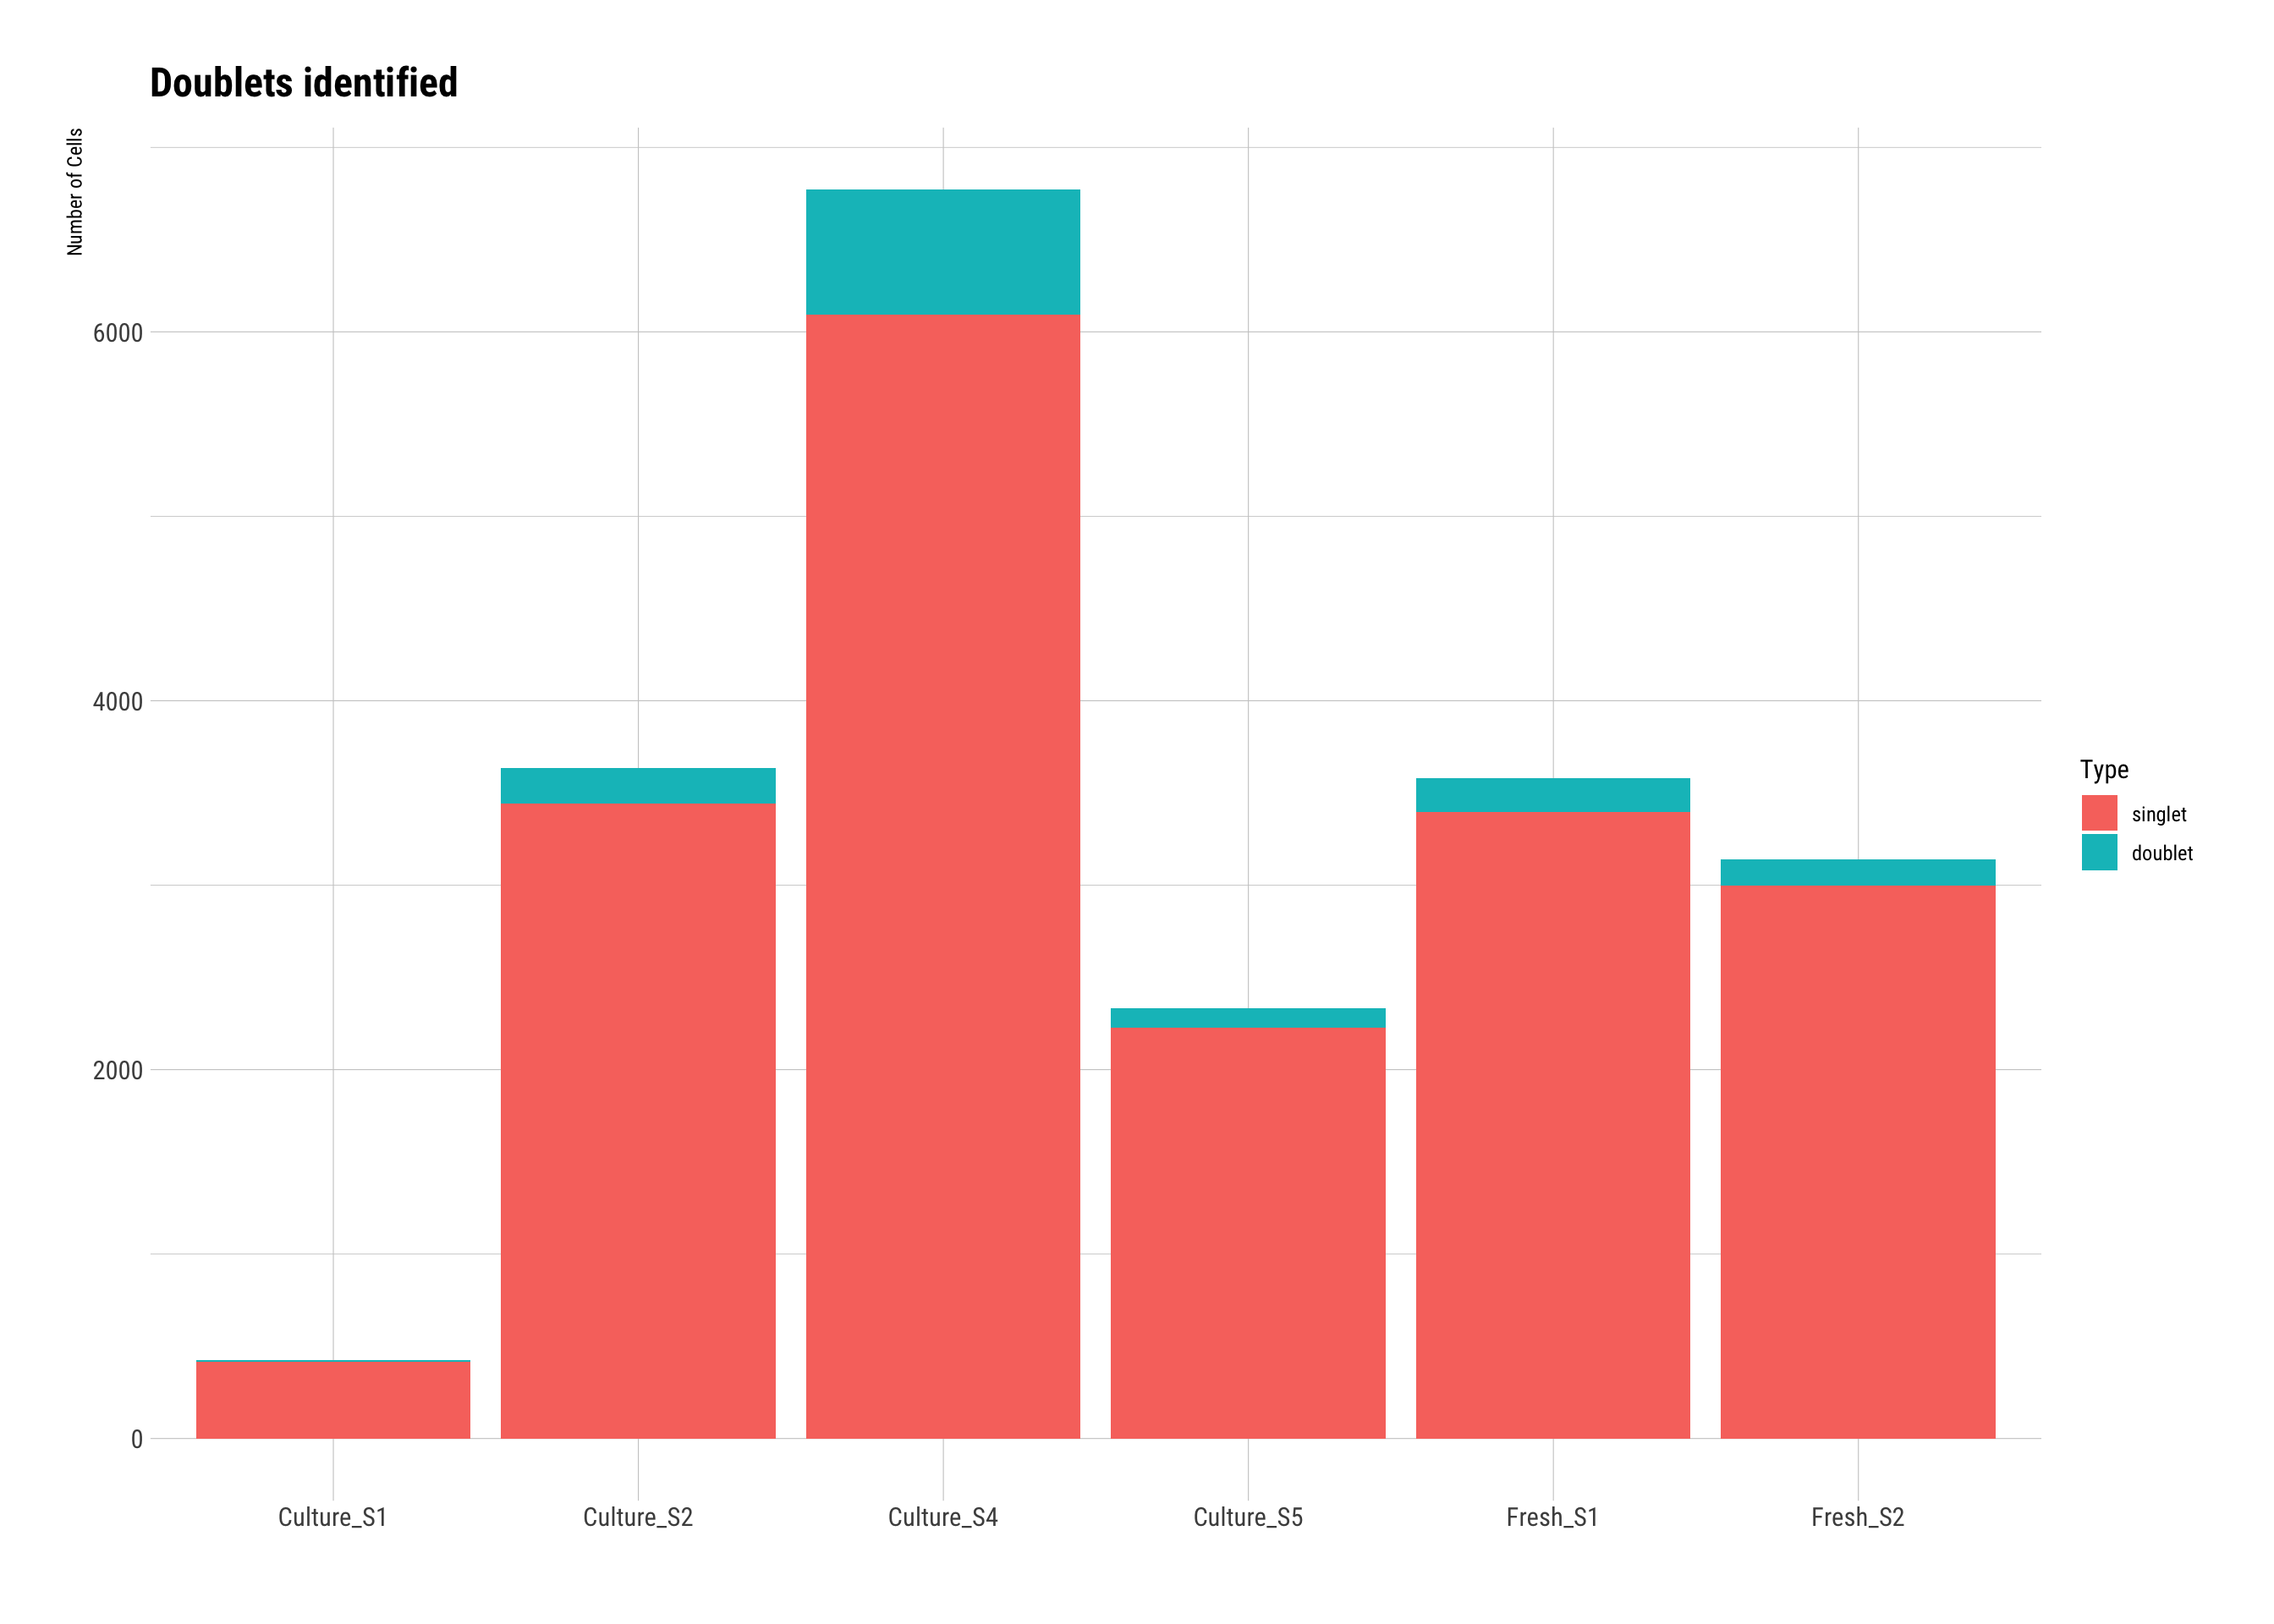 Doublets identified
Number of Cells
6000
4000
2000
0
Culture_S1
Culture_S2
Culture_S4
Culture_S5
Fresh_S1
Fresh_S2
Type
singlet
doublet